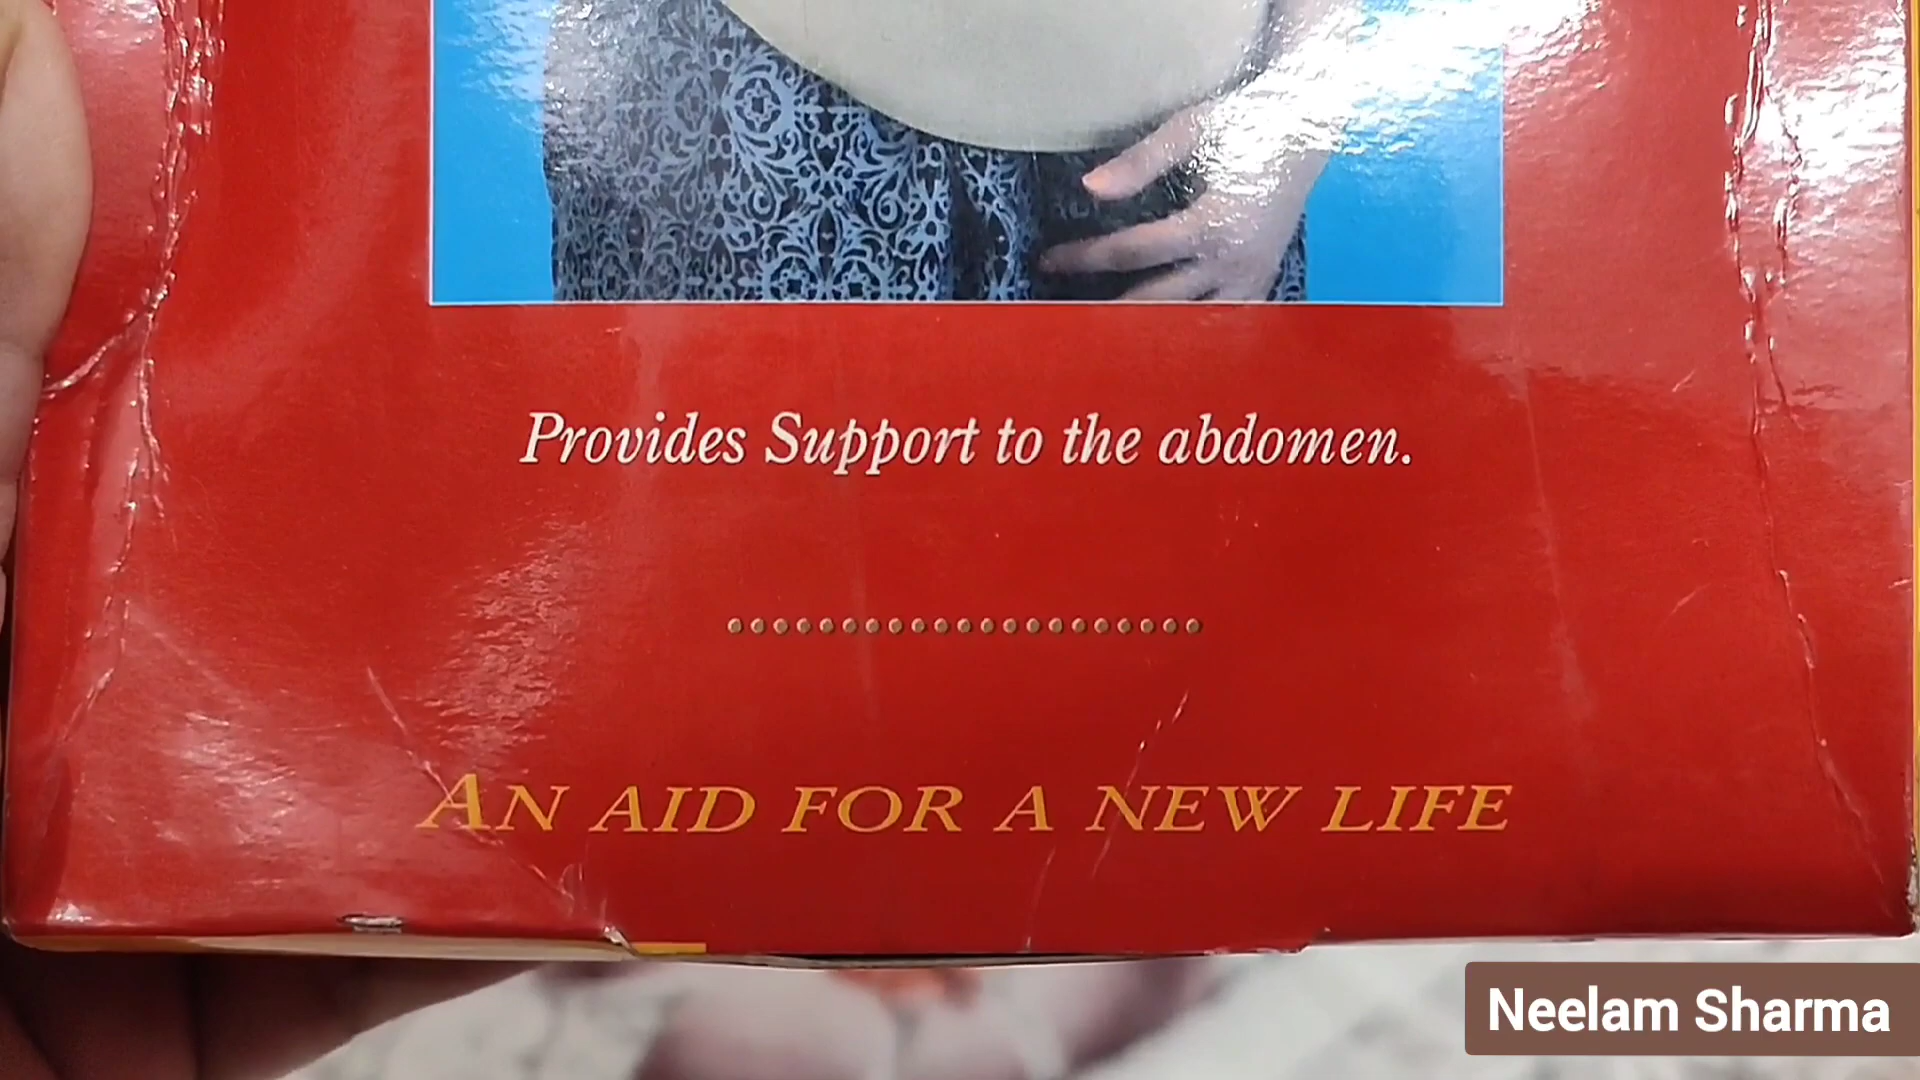 Provides Support to the abdomen.
AN AID FOR A NEW LIFE
Neelam Sharma